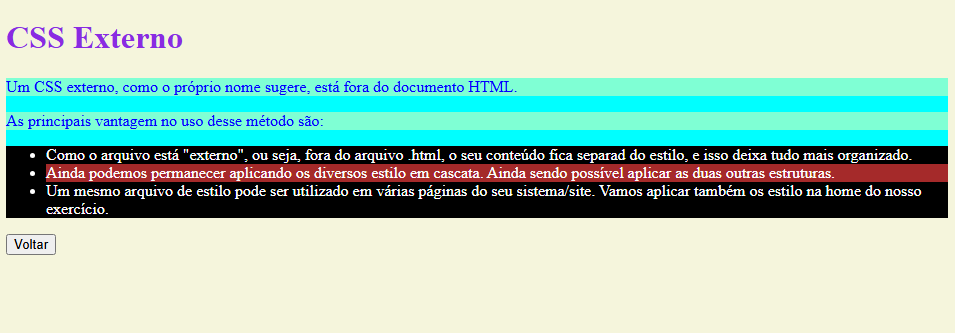 CSS Externo
Um CSS externo, como o próprio nome sugere, está fora do documento HTML.
As principais vantagem no uso desse método são:
Como o arquivo está "externo", ou seja, fora do arquivo .html, o seu conteúdo fica separad do estilo, e isso deixa tudo mais organizado.
Ainda podemos permanecer aplicando os diversos estilo em cascata. Ainda sendo possível aplicar as duas outras estruturas.
Um mesmo arquivo de estilo pode ser utilizado em várias páginas do seu sistema/site. Vamos aplicar também os estilo na home do nosso
exercício.
Voltar